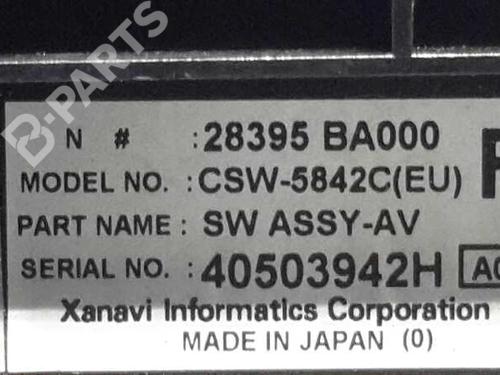 B-PARTS
N # : 28395 BA000
MODEL NO. : CSW-5842C(EU)
PART NAME : SW ASSY-AV
SERIAL NO. : 40503942H
Xanavi Informatics Corporation
MADE IN JAPAN (0)